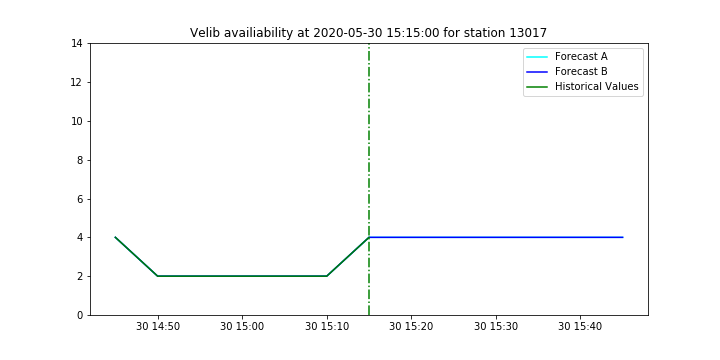 Velib availiability at 2020-05-30 15:15:00 for station 13017
14
12
10
8
6
4
2
0
Forecast A
Forecast B
Historical Values
30 14:50 30 15:00 30 15:10 30 15:20 30 15:30 30 15:40